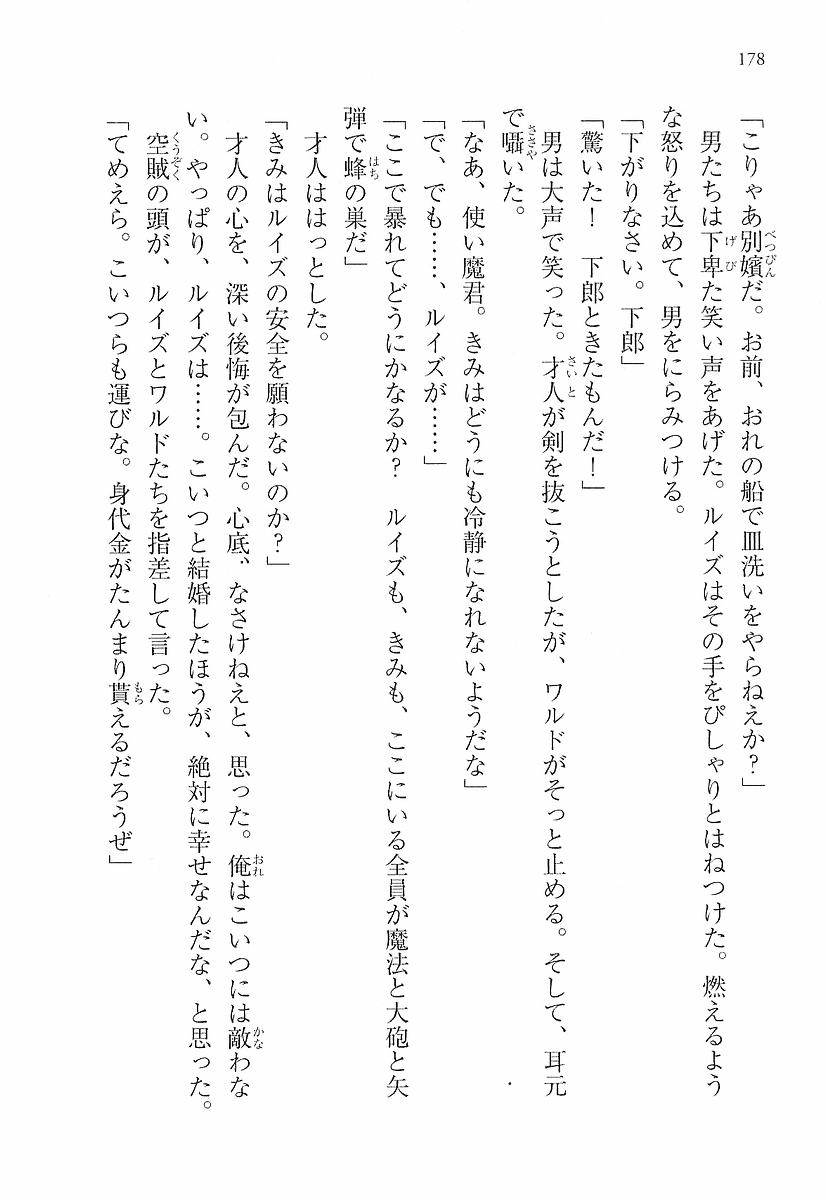 178
「こりゃあ別嬪だ。お前、おれの船で皿洗いをやらねえか?」
男たちは下卑た笑い声をあげた。ルイズはその手をぴしゃりとはねつけた。燃えるよう
な怒りを込めて、男をにらみつける。
「下がりなさい。下郎」
「驚いた！　下郎ときたもんだ！」
男は大声で笑った。才人が剣を抜こうとしたが、ワルドがそっと止める。そして、耳元
で囁いた。
「なあ、使い魔君。きみはどうにも冷静になれないようだな」
「で、でも……、ルイズが……」
「ここで暴れてどうにかなるか?　ルイズも、きみも、ここにいる全員が魔法と大砲と矢
弾で蜂の巣だ」
才人ははっとした。
「きみはルイズの安全を願わないのか?」
才人の心を、深い後悔が包んだ。心底、なさけねえと、思った。俺はこいつには敵わな
い。やっぱり、ルイズは……。こいつと結婚したほうが、絶対に幸せなんだな、と思った。
空賊の頭が、ルイズとワルドたちを指差して言った。
「てめえら。こいつらも運びな。身代金がたんまり貰えるだろうぜ」